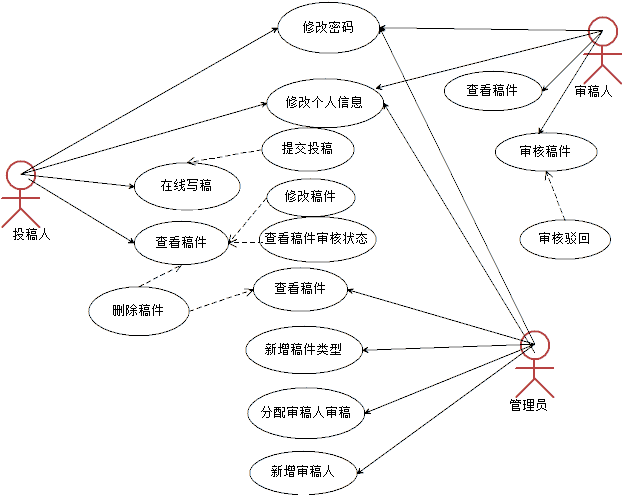 修改密码
审稿人
查看稿件
修改个人信息
提交投稿
审核稿件
在线写稿
修改稿件
投稿人
查看稿件
查看稿件审核状态
审核驳回
查看稿件
删除稿件
新增稿件类型
管理员
分配审稿人审稿
新增审稿人